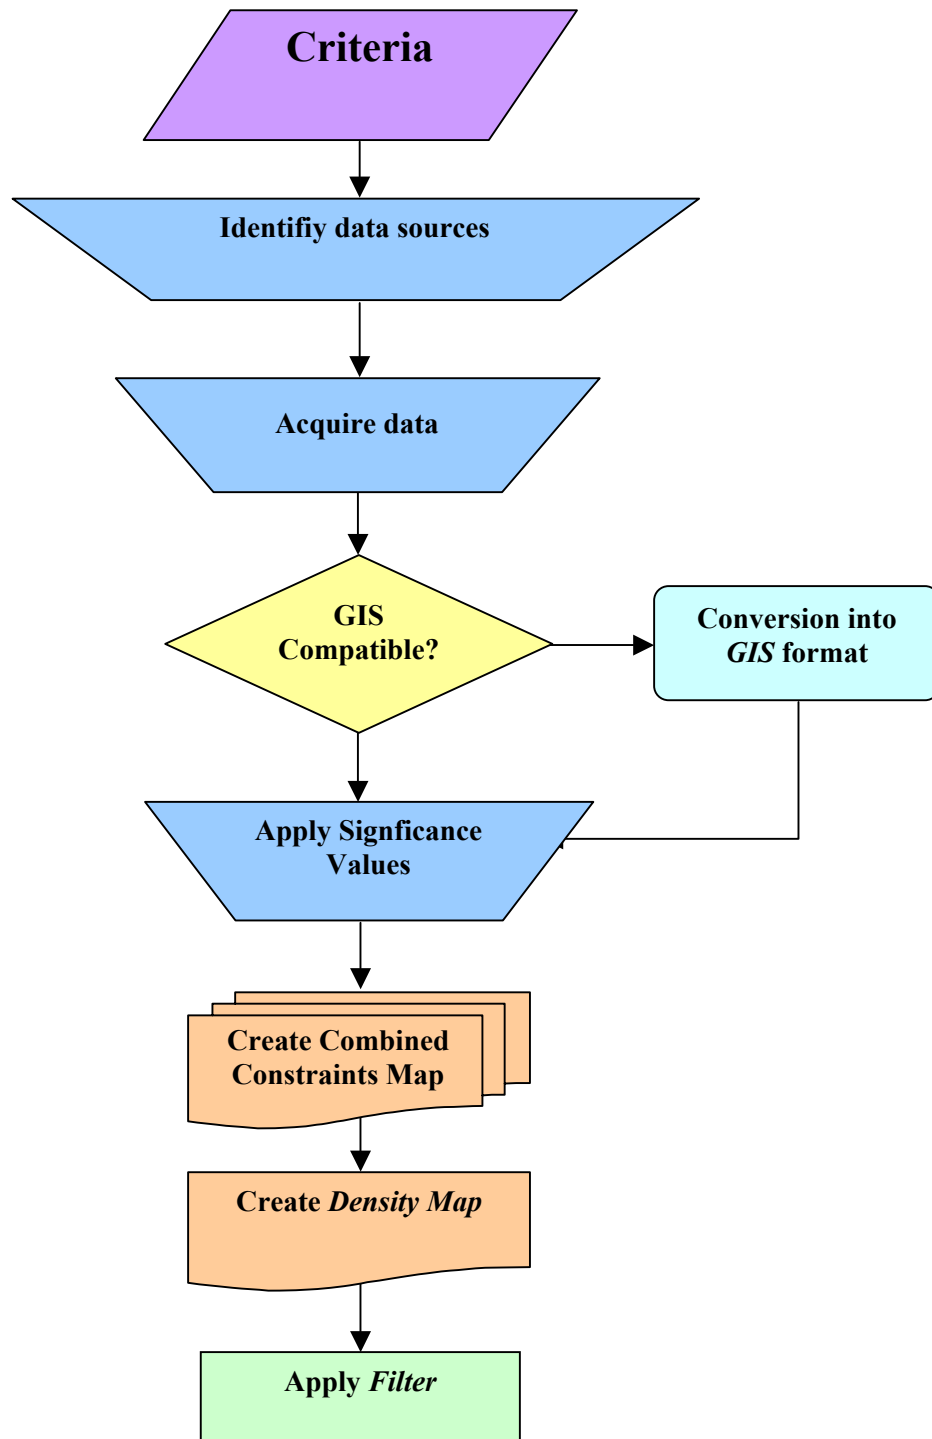 Criteria
Identifiy data sources
Acquire data
GIS
Compatible?
Conversion into
GIS format
Apply Signficance
Values
Create Combined
Constraints Map
Create Density Map
Apply Filter